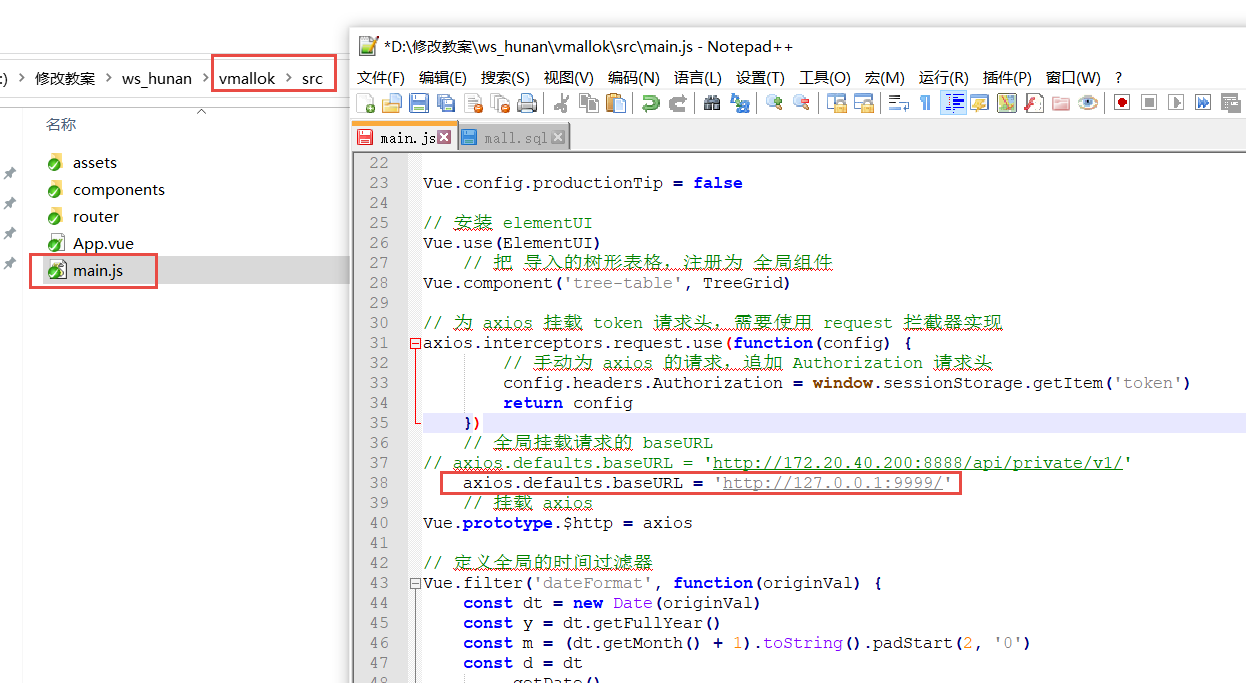 *D:\修改教案\ws_hunan\vmallok\src\main.js - Notepad++
:) > 修改教案 > ws_hunan > vmallok > src
文件(F) 编辑(E) 搜索(S) 视图(V) 编码(N) 语言(L) 设置(T) 工具(O) 宏(M) 运行(R) 插件(P) 窗口(W) ?
名称
assets
components
router
App.vue
main.js
main.js mall.sql
22
23 Vue.config.productionTip = false
24
25 // 安装 elementUI
26 Vue.use(ElementUI)
27 // 把 导入的树形表格，注册为 全局组件
28 Vue.component('tree-table', TreeGrid)
29
30 // 为 axios 挂载 token 请求头，需要使用 request 拦截器实现
31 axios.interceptors.request.use(function(config) {
32 // 手动为 axios 的请求，追加 Authorization 请求头
33 config.headers.Authorization = window.sessionStorage.getItem('token')
34 return config
35 })
36 // 全局挂载请求的 baseURL
37 // axios.defaults.baseURL = 'http://172.20.40.200:8888/api/private/v1/'
38 axios.defaults.baseURL = 'http://127.0.0.1:9999/'
39 // 挂载 axios
40 Vue.prototype.$http = axios
41
42 // 定义全局的时间过滤器
43 Vue.filter('dateFormat', function(originVal) {
44 const dt = new Date(originVal)
45 const y = dt.getFullYear()
46 const m = (dt.getMonth() + 1).toString().padStart(2, '0')
47 const d = dt
48 .getDate()